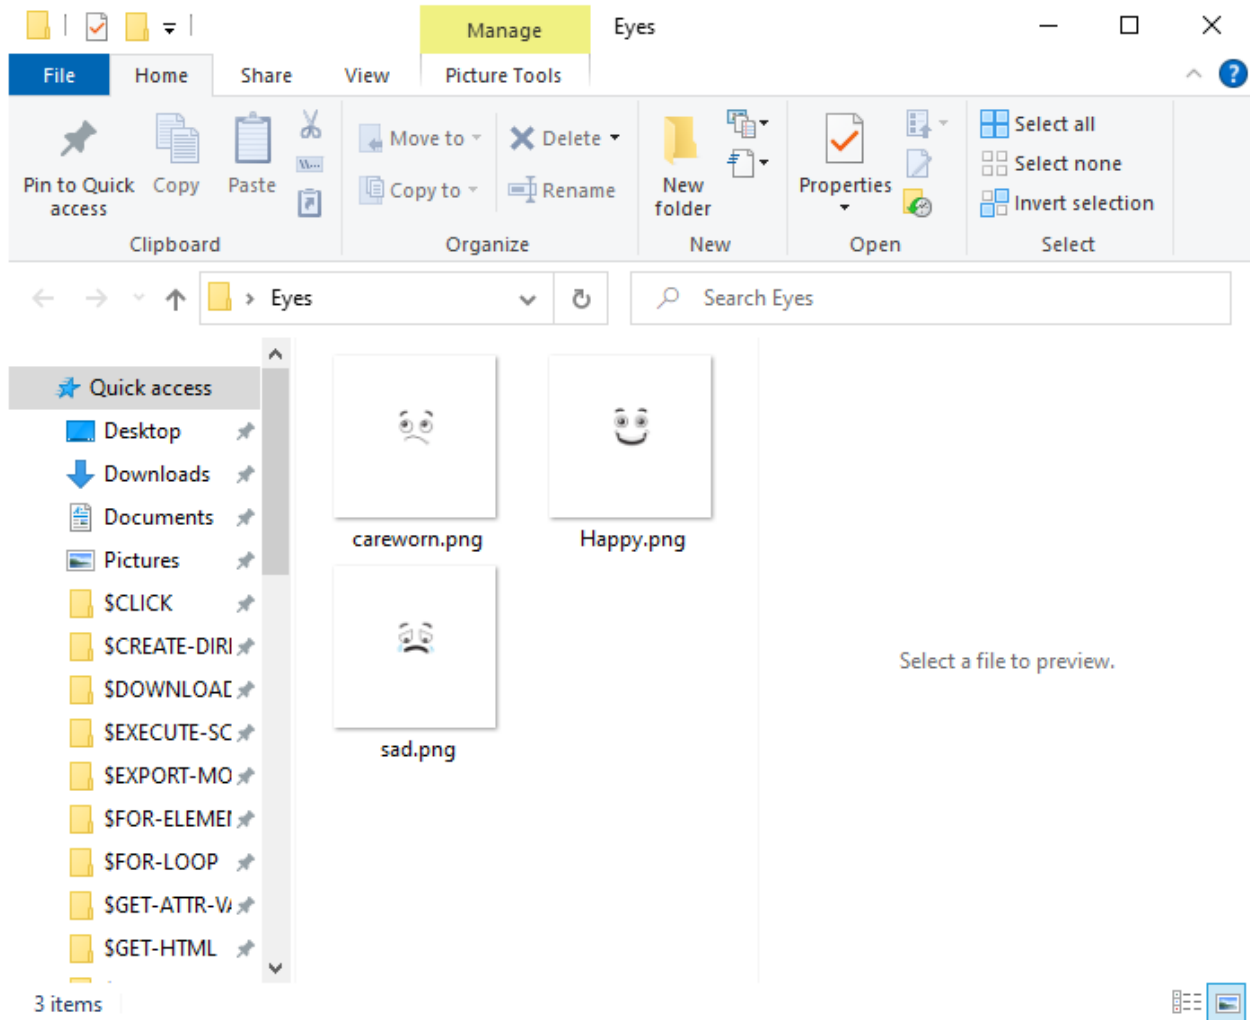 Manage
Eyes
File Home Share View Picture Tools
Pin to Quick access
Copy
Paste
Move to
Copy to
Delete
Rename
New folder
Properties
Select all
Select none
Invert selection
Clipboard Organize New Open Select
Eyes
Search Eyes
Quick access
Desktop
Downloads
Documents
Pictures
$CLICK
$CREATE-DIRI
$DOWNLOAD
$EXECUTE-SC
$EXPORT-MO
$FOR-ELEMEI
$FOR-LOOP
$GET-ATTR-V
$GET-HTML
careworn.png
Happy.png
sad.png
Select a file to preview.
3 items